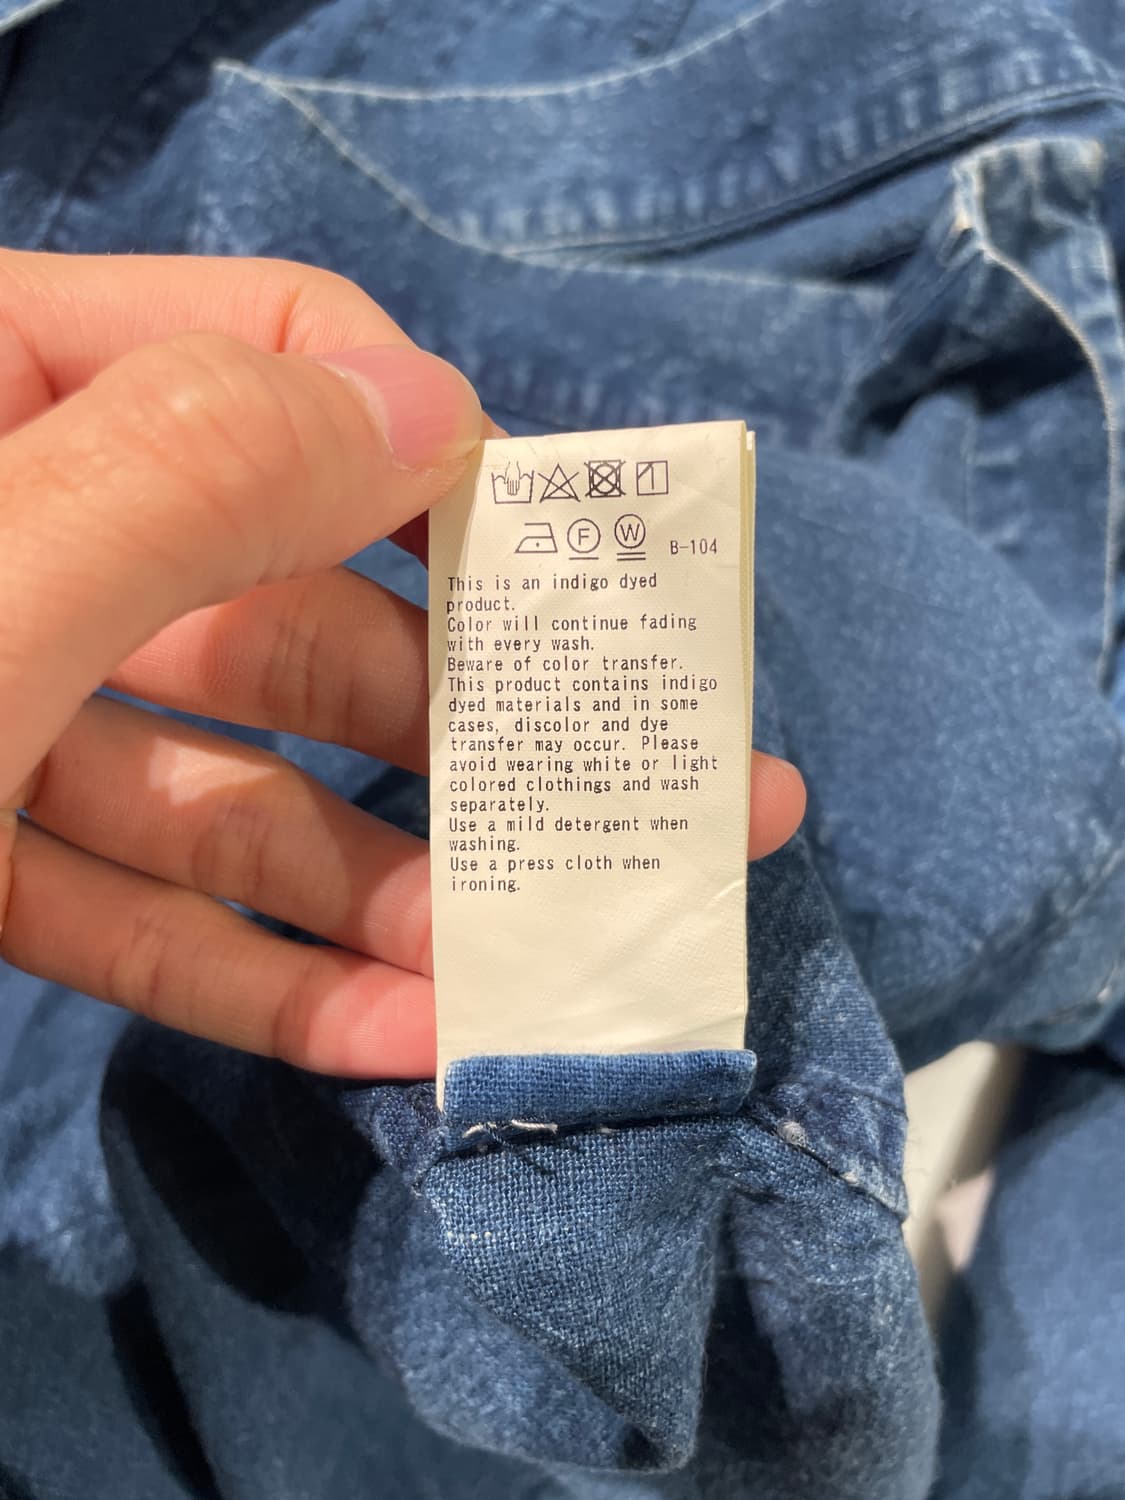 F W B-104
This is an indigo dyed
product.
Color will continue fading
with every wash.
Beware of color transfer.
This product contains indigo
dyed materials and in some
cases, discolor and dye
transfer may occur. Please
avoid wearing white or light
colored clothings and wash
separately.
Use a mild detergent when
washing.
Use a press cloth when
ironing.